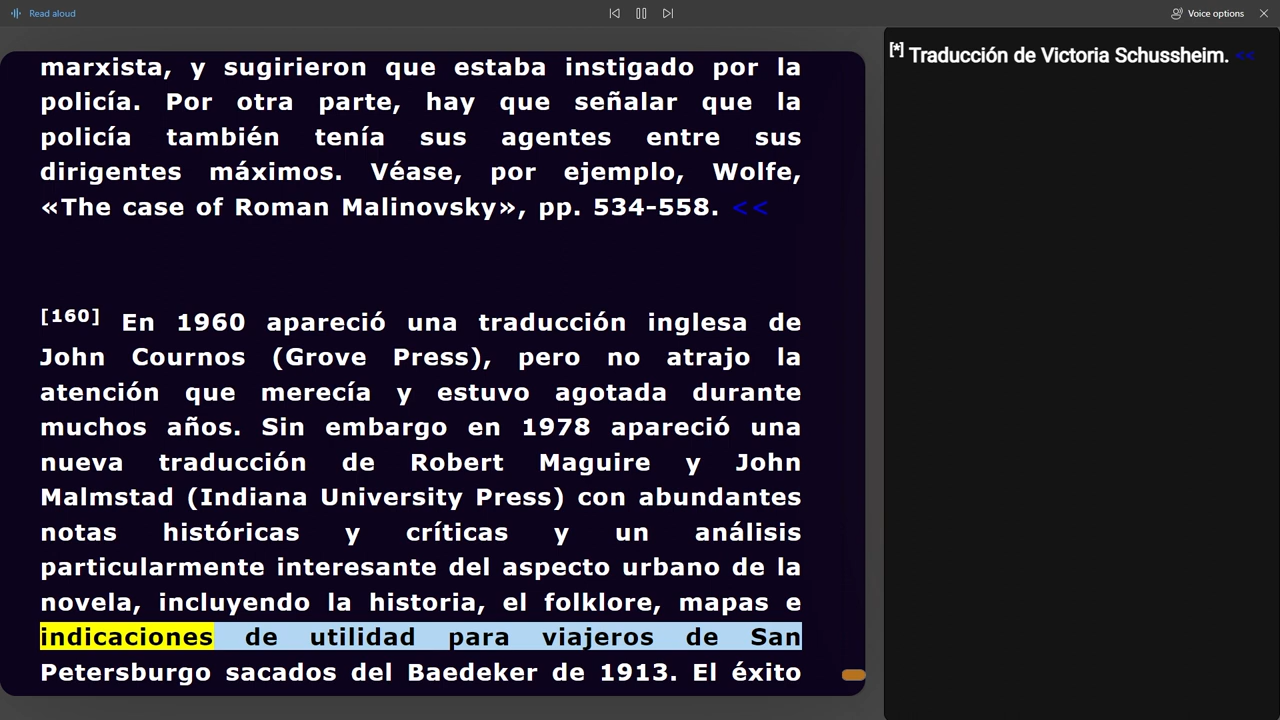 Read aloud
Voice options
marxista, y sugirieron que estaba instigado por la
policía. Por otra parte, hay que señalar que la
policía también tenía sus agentes entre sus
dirigentes máximos. Véase, por ejemplo, Wolfe,
«The case of Roman Malinovsky», pp. 534-558. <<
[160] En 1960 apareció una traducción inglesa de
John Cournos (Grove Press), pero no atrajo la
atención que merecía y estuvo agotada durante
muchos años. Sin embargo en 1978 apareció una
nueva traducción de Robert Maguire y John
Malmstad (Indiana University Press) con abundantes
notas históricas y críticas y un análisis
particularmente interesante del aspecto urbano de la
novela, incluyendo la historia, el folklore, mapas e
indicaciones de utilidad para viajeros de San
Petersburgo sacados del Baedeker de 1913. El éxito
[*] Traducción de Victoria Schussheim. <<